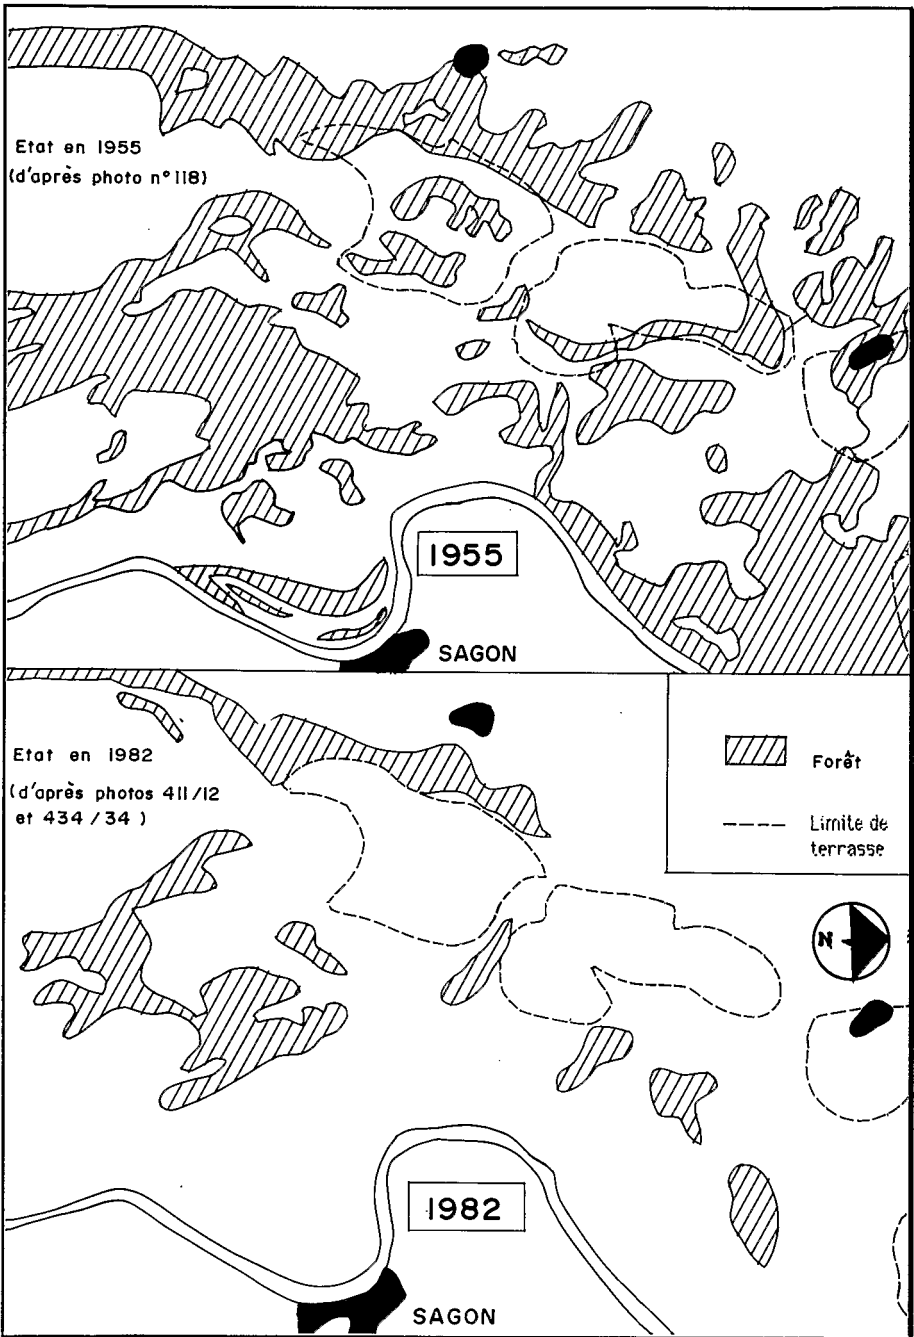 Etat en 1955
(d'après photo n° 118)
1955
SAGON
Etat en 1982
(d'après photos 411/12
et 434/34 )
Forêt
Limite de
terrasse
N
1982
SAGON